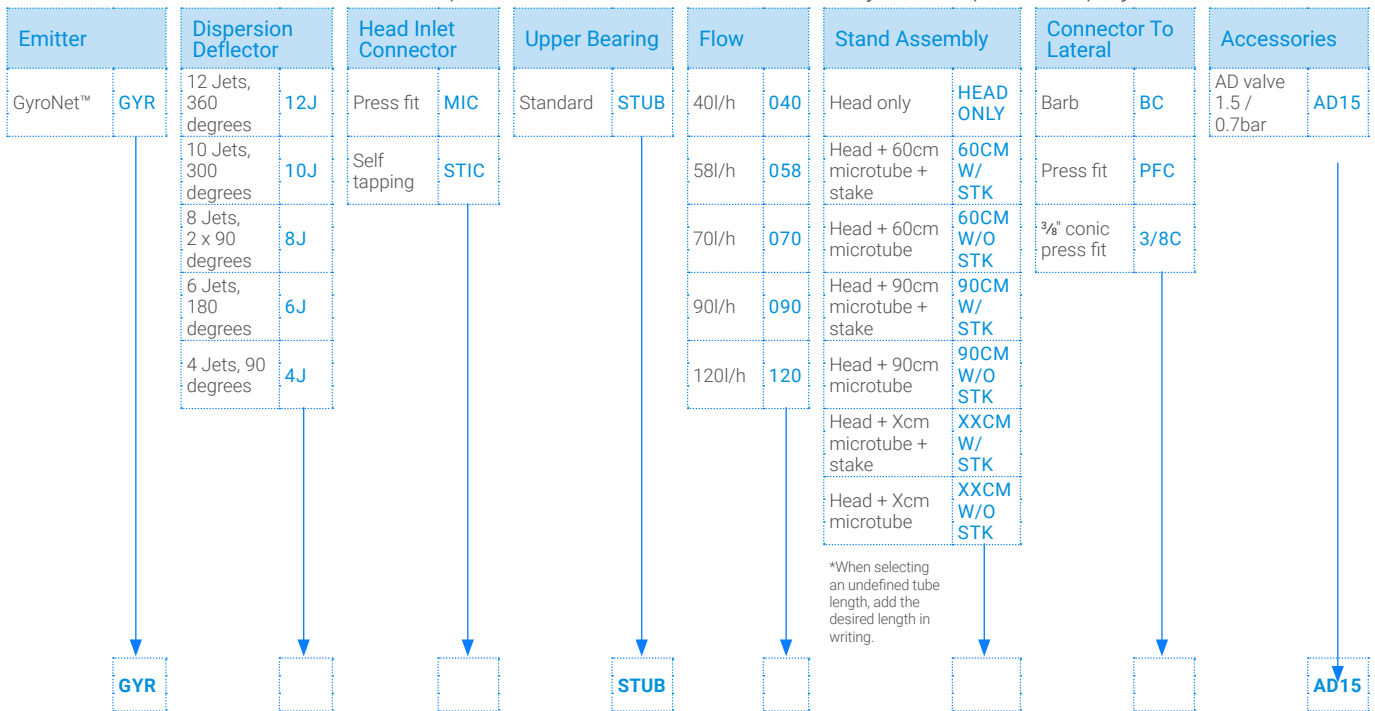 Emitter
GyroNet™ GYR
GYR
Dispersion
Deflector
12 Jets,
360
degrees
12J
10 Jets,
300
degrees
10J
8 Jets,
2 x 90
degrees
8J
6 Jets,
180
degrees
6J
4 Jets, 90
degrees
4J
Head Inlet
Connector
Press fit MIC
Self
tapping
STIC
Upper Bearing
Standard STUB
STUB
Flow
40l/h 040
58l/h 058
70l/h 070
90l/h 090
120l/h 120
Stand Assembly
Head only
HEAD
ONLY
Head + 60cm
microtube +
stake
60CM
W/
STK
Head + 60cm
microtube
60CM
W/O
STK
Head + 90cm
microtube +
stake
90CM
W/
STK
Head + 90cm
microtube
90CM
W/O
STK
Head + Xcm
microtube +
stake
XXCM
W/
STK
Head + Xcm
microtube
XXCM
W/O
STK
*When selecting
an undefined tube
length, add the
desired length in
writing.
Connector To
Lateral
Barb BC
Press fit PFC
⅜" conic
press fit
3/8C
Accessories
AD valve
1.5 /
0.7bar
AD15
AD15